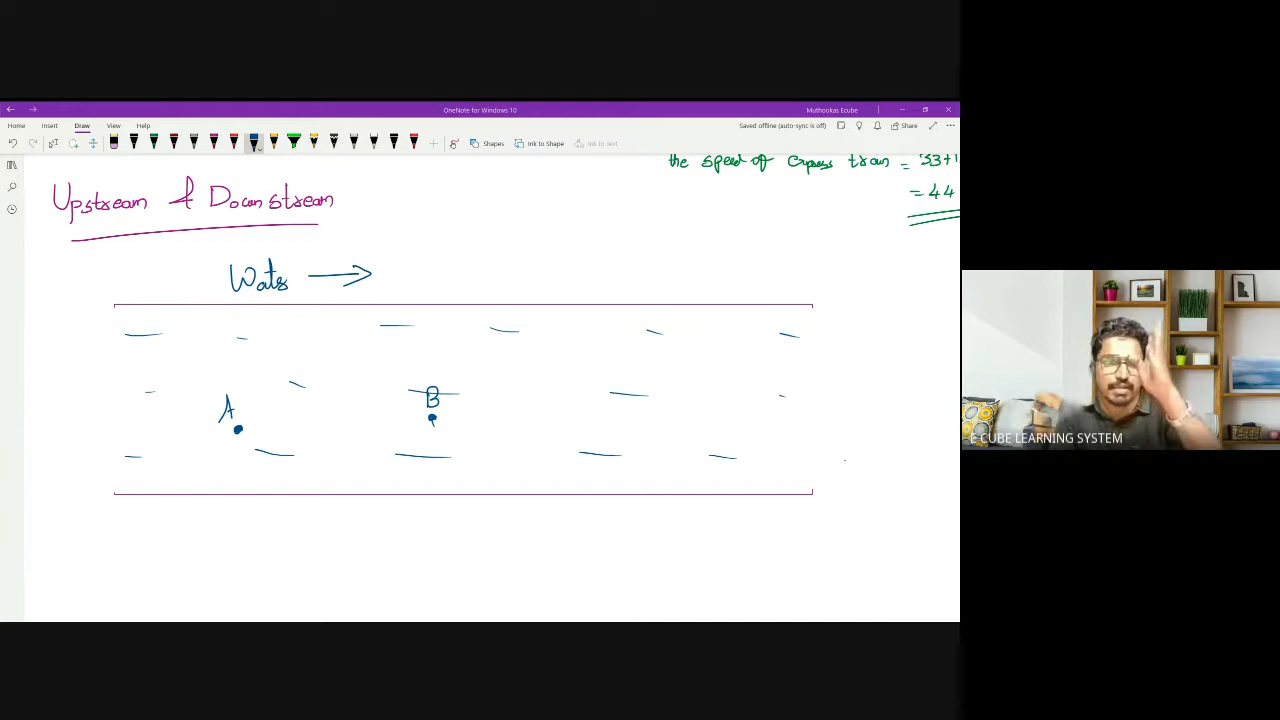 OneNote for Windows 10
Muthookas Ecube
Home Insert Draw View Help
Saved offline (auto-sync is off)
Share
Shapes
Ink to Shape
Ink to Text
the speed of train = 33+1
= 44
Upstream & Downstream
Water
A
B
E CUBE LEARNING SYSTEM